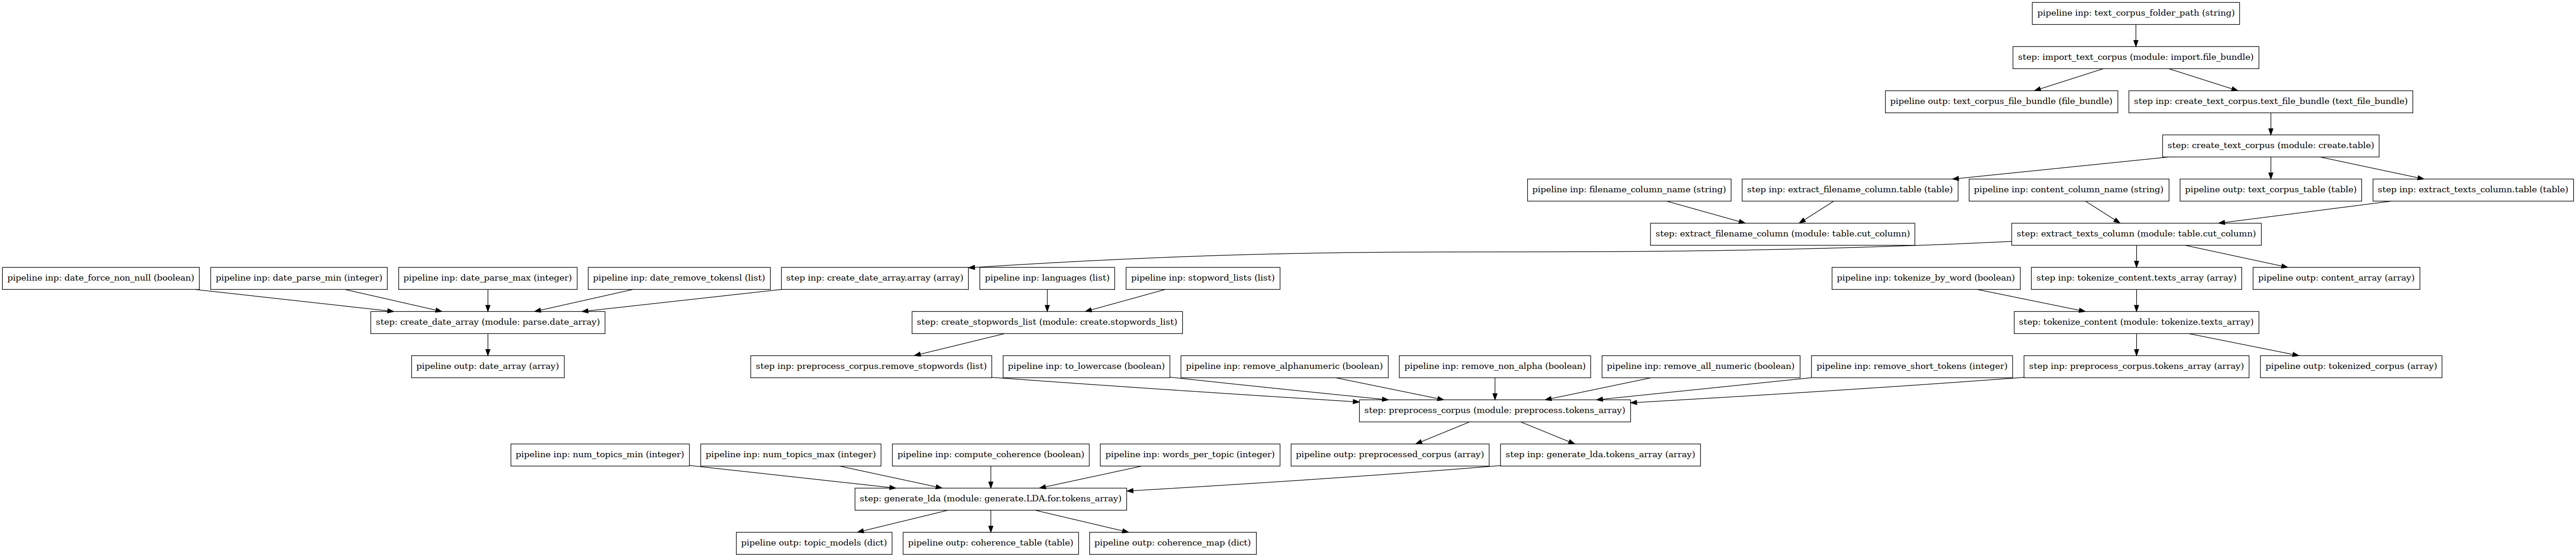 pipeline inp: text_corpus_folder_path (string)
step: import_text_corpus (module: import.file_bundle)
pipeline outp: text_corpus_file_bundle (file_bundle)
step inp: create_text_corpus.text_file_bundle (text_file_bundle)
step: create_text_corpus (module: create.table)
pipeline inp: filename_column_name (string)
step inp: extract_filename_column.table (table)
pipeline inp: content_column_name (string)
pipeline outp: text_corpus_table (table)
step inp: extract_texts_column.table (table)
step: extract_filename_column (module: table.cut_column)
step: extract_texts_column (module: table.cut_column)
pipeline inp: date_force_non_null (boolean)
pipeline inp: date_parse_min (integer)
pipeline inp: date_parse_max (integer)
pipeline inp: date_remove_tokensl (list)
step inp: create_date_array.array (array)
pipeline inp: languages (list)
pipeline inp: stopword_lists (list)
pipeline inp: tokenize_by_word (boolean)
step inp: tokenize_content.texts_array (array)
pipeline outp: content_array (array)
step: create_date_array (module: parse.date_array)
step: create_stopwords_list (module: create.stopwords_list)
step: tokenize_content (module: tokenize.texts_array)
pipeline outp: date_array (array)
step inp: preprocess_corpus.remove_stopwords (list)
pipeline inp: to_lowercase (boolean)
pipeline inp: remove_alphanumeric (boolean)
pipeline inp: remove_non_alpha (boolean)
pipeline inp: remove_all_numeric (boolean)
pipeline inp: remove_short_tokens (integer)
step inp: preprocess_corpus.tokens_array (array)
pipeline outp: tokenized_corpus (array)
step: preprocess_corpus (module: preprocess.tokens_array)
pipeline inp: num_topics_min (integer)
pipeline inp: num_topics_max (integer)
pipeline inp: compute_coherence (boolean)
pipeline inp: words_per_topic (integer)
pipeline outp: preprocessed_corpus (array)
step inp: generate_lda.tokens_array (array)
step: generate_lda (module: generate.LDA.for.tokens_array)
pipeline outp: topic_models (dict)
pipeline outp: coherence_table (table)
pipeline outp: coherence_map (dict)